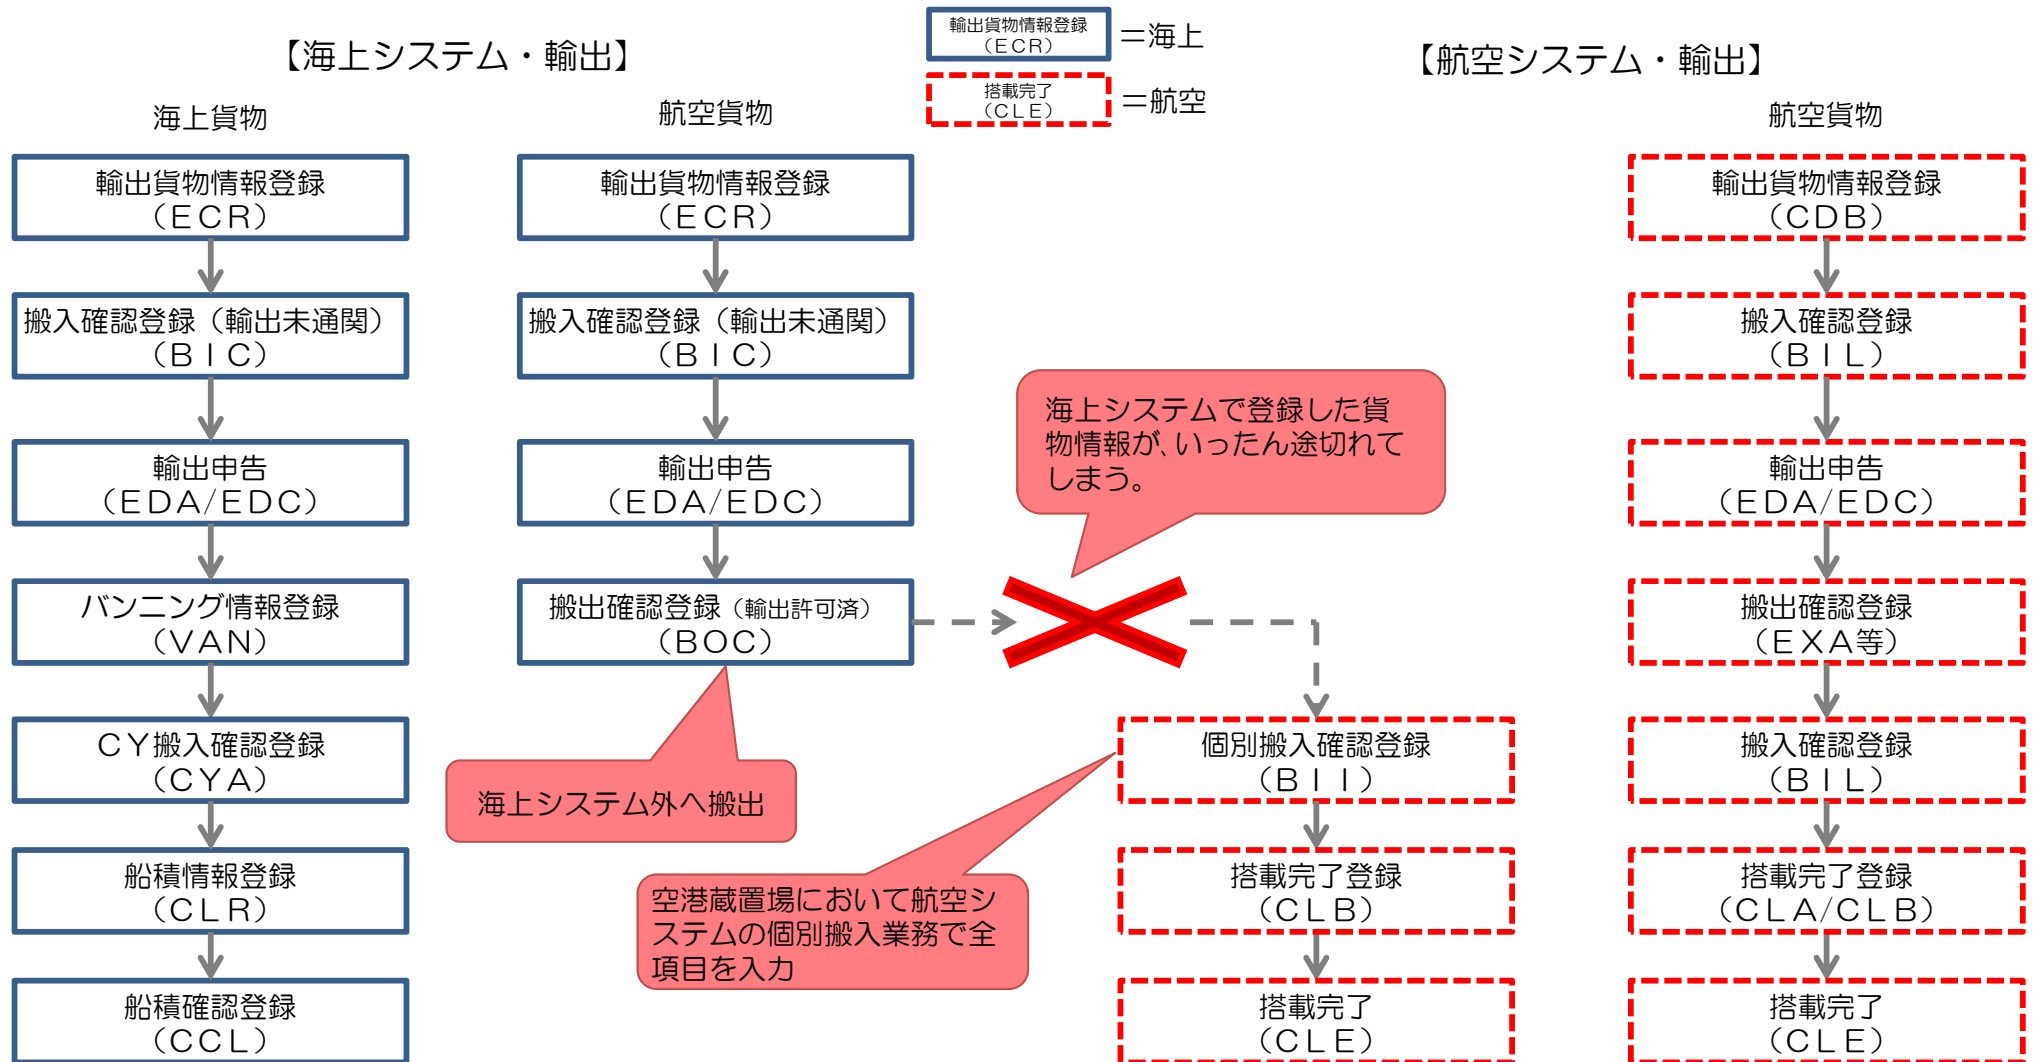 【海上システム・輸出】
輸出貨物情報登録
（ＥＣＲ）
＝海上
搭載完了
（ＣＬＥ）
＝航空
【航空システム・輸出】
海上貨物
輸出貨物情報登録
（ＥＣＲ）
搬入確認登録（輸出未通関）
（ＢＩＣ）
輸出申告
（ＥＤＡ/ＥＤＣ）
バンニング情報登録
（ＶＡＮ）
ＣＹ搬入確認登録
（ＣＹＡ）
船積情報登録
（ＣＬＲ）
船積確認登録
（ＣＣＬ）
航空貨物
輸出貨物情報登録
（ＥＣＲ）
搬入確認登録（輸出未通関）
（ＢＩＣ）
輸出申告
（ＥＤＡ/ＥＤＣ）
搬出確認登録（輸出許可済）
（ＢＯＣ）
海上システム外へ搬出
海上システムで登録した貨
物情報が、いったん途切れて
しまう。
個別搬入確認登録
（ＢＩＩ）
空港蔵置場において航空シ
ステムの個別搬入業務で全
項目を入力
搭載完了登録
（ＣＬＢ）
搭載完了
（ＣＬＥ）
航空貨物
輸出貨物情報登録
（ＣＤＢ）
搬入確認登録
（ＢＩＬ）
輸出申告
（ＥＤＡ/ＥＤＣ）
搬出確認登録
（ＥＸＡ等）
搬入確認登録
（ＢＩＬ）
搭載完了登録
（ＣＬＡ/ＣＬＢ）
搭載完了
（ＣＬＥ）